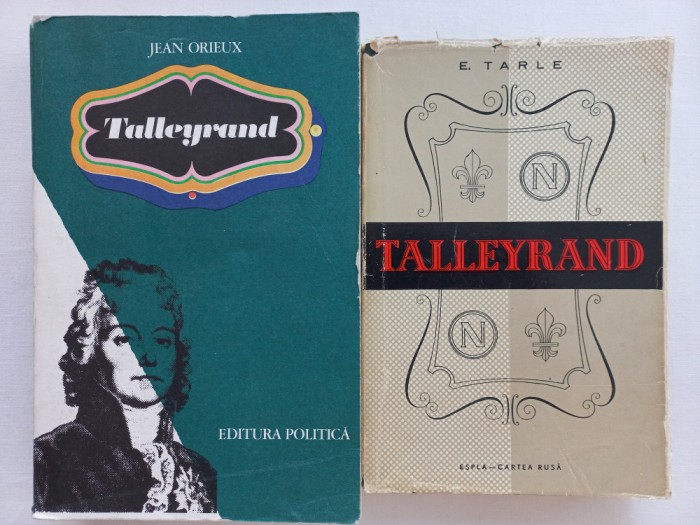 JEAN ORIEUX
Talleyrand
EDITURA POLITICĂ
E. TARLE
N
TALLEYRAND
N
ESPLA—CARTEA RUSĂ